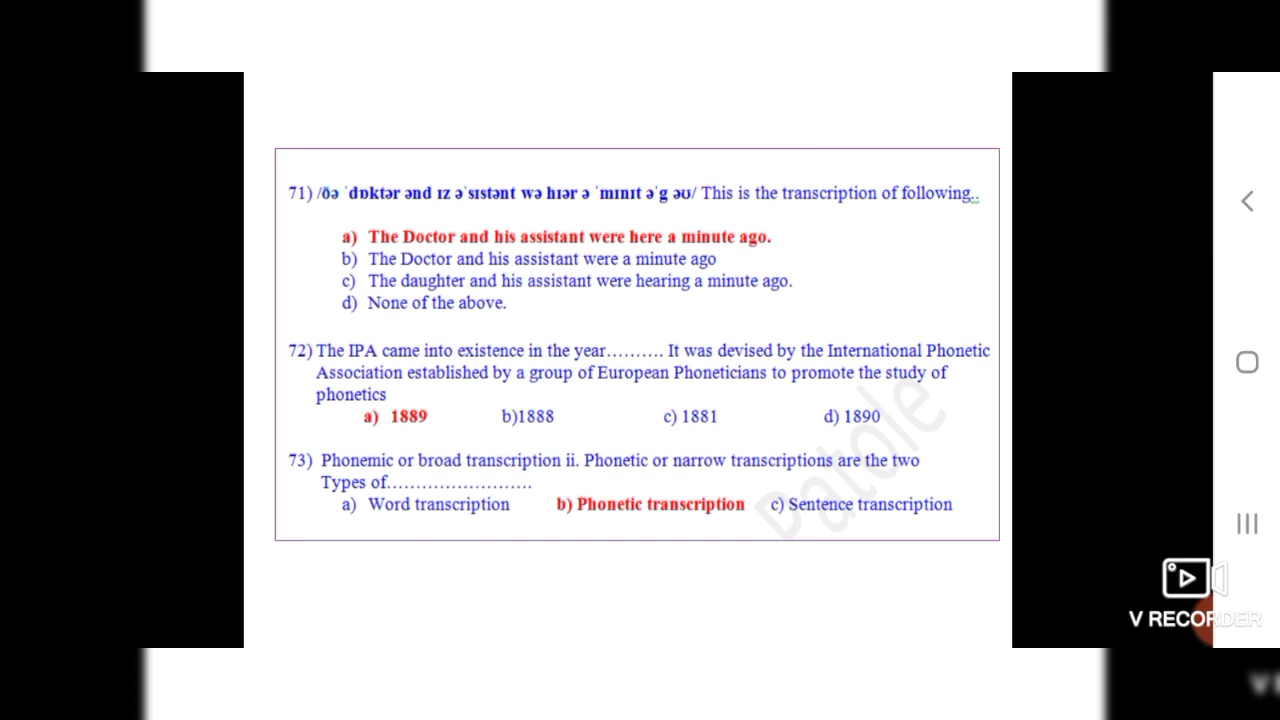 71) /ðə ˈdɒktər ənd ɪz əˈsɪstənt wə hɪər ə ˈmɪnɪt əˈg əʊ/ This is the transcription of following..
a) The Doctor and his assistant were here a minute ago.
b) The Doctor and his assistant were a minute ago
c) The daughter and his assistant were hearing a minute ago.
d) None of the above.
72) The IPA came into existence in the year.......... It was devised by the International Phonetic
Association established by a group of European Phoneticians to promote the study of
phonetics
a) 1889 b)1888 c) 1881 d) 1890
73) Phonemic or broad transcription ii. Phonetic or narrow transcriptions are the two
Types of..........................
a) Word transcription b) Phonetic transcription c) Sentence transcription
Patole
V RECORDER